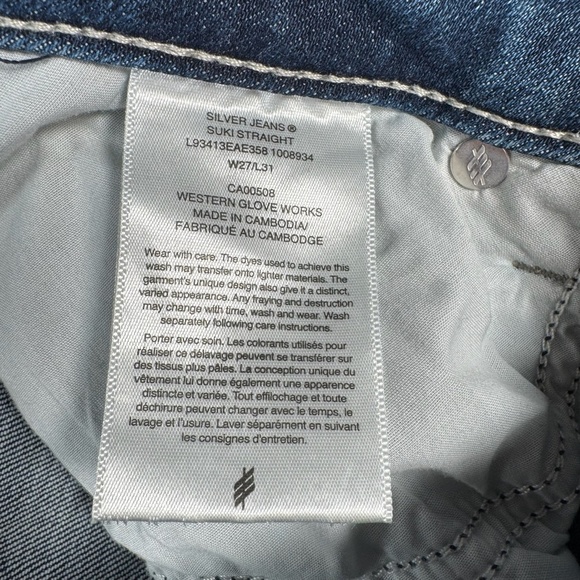 SILVER JEANS®
SUKI STRAIGHT
L93413EAE358 1008934
W27/L31
CA00508
WESTERN GLOVE WORKS
MADE IN CAMBODIA/
FABRIQUÉ AU CAMBODGE
Wear with care. The dyes used to achieve this
wash may transfer onto lighter materials. The
garment's unique design also give it a distinct,
varied appearance. Any fraying and destruction
may change with time, wash and wear. Wash
separately following care instructions.
Porter avec soin. Les colorants utilisés pour
réaliser ce délavage peuvent se transférer sur
des tissus plus pâles. La conception unique du
vêtement lui donne également une apparence
distincte et variée. Tout effilochage et toute
déchirure peuvent changer avec le temps, le
lavage et l'usure. Laver séparément en suivant
les consignes d'entretien.